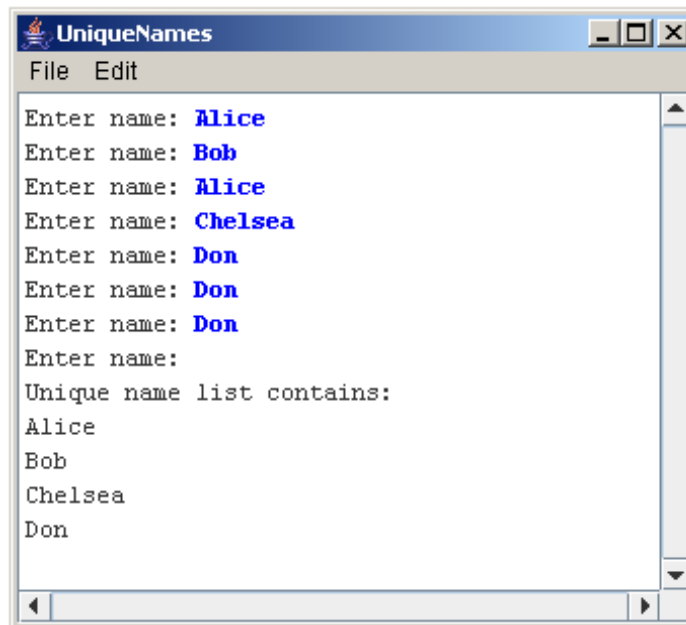 UniqueNames
File Edit
Enter name: Alice
Enter name: Bob
Enter name: Alice
Enter name: Chelsea
Enter name: Don
Enter name: Don
Enter name: Don
Enter name:
Unique name list contains:
Alice
Bob
Chelsea
Don